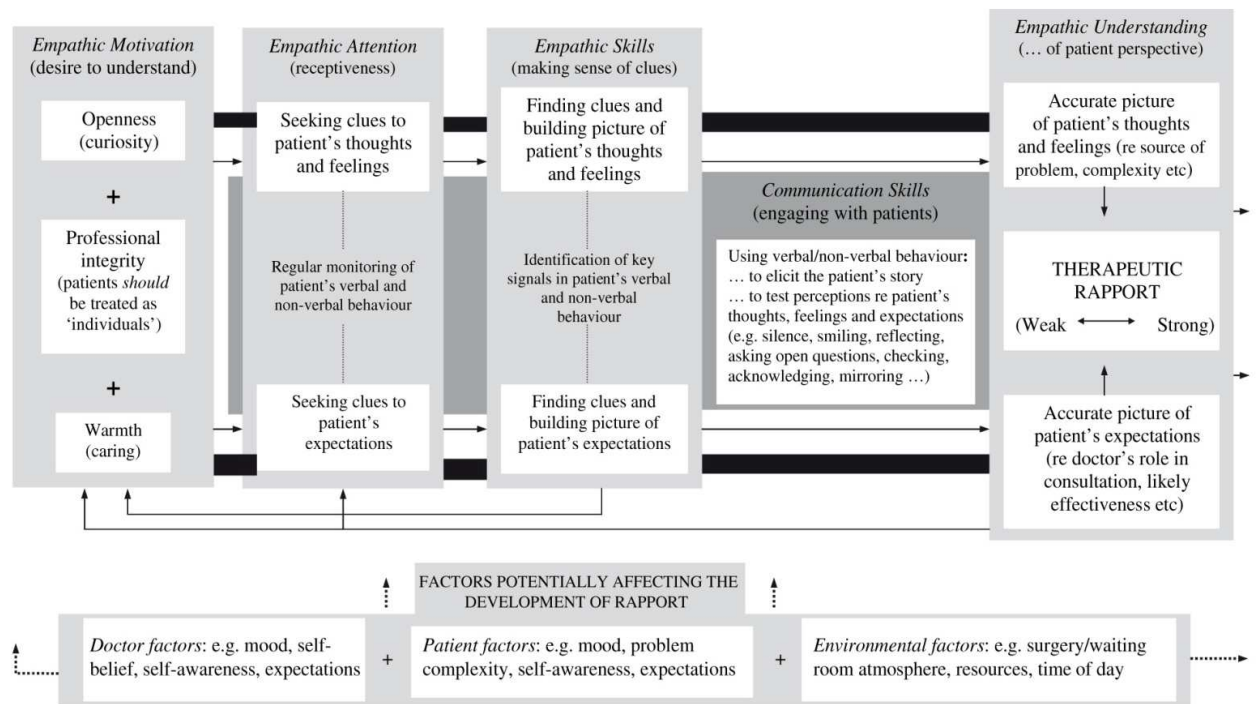 Empathic Motivation
(desire to understand)
Openness
(curiosity)
+
Professional
integrity
(patients should
be treated as
‘individuals’)
+
Warmth
(caring)
Empathic Attention
(receptiveness)
Seeking clues to
patient’s thoughts
and feelings
Regular monitoring of
patient’s verbal and
non-verbal behaviour
Seeking clues to
patient’s
expectations
Empathic Skills
(making sense of clues)
Finding clues and
building picture of
patient’s thoughts
and feelings
Identification of key
signals in patient’s verbal
and non-verbal
behaviour
Finding clues and
building picture of
patient’s expectations
Communication Skills
(engaging with patients)
Using verbal/non-verbal behaviour:
… to elicit the patient’s story
… to test perceptions re patient’s
thoughts, feelings and expectations
(e.g. silence, smiling, reflecting,
asking open questions, checking,
acknowledging, mirroring …)
Empathic Understanding
(… of patient perspective)
Accurate picture
of patient’s thoughts
and feelings (re source of
problem, complexity etc)
THERAPEUTIC
RAPPORT
(Weak Strong)
Accurate picture of
patient’s expectations
(re doctor’s role in
consultation, likely
effectiveness etc)
FACTORS POTENTIALLY AFFECTING THE
DEVELOPMENT OF RAPPORT
Doctor factors: e.g. mood, self-
belief, self-awareness, expectations
+
Patient factors: e.g. mood, problem
complexity, self-awareness, expectations
+
Environmental factors: e.g. surgery/waiting
room atmosphere, resources, time of day